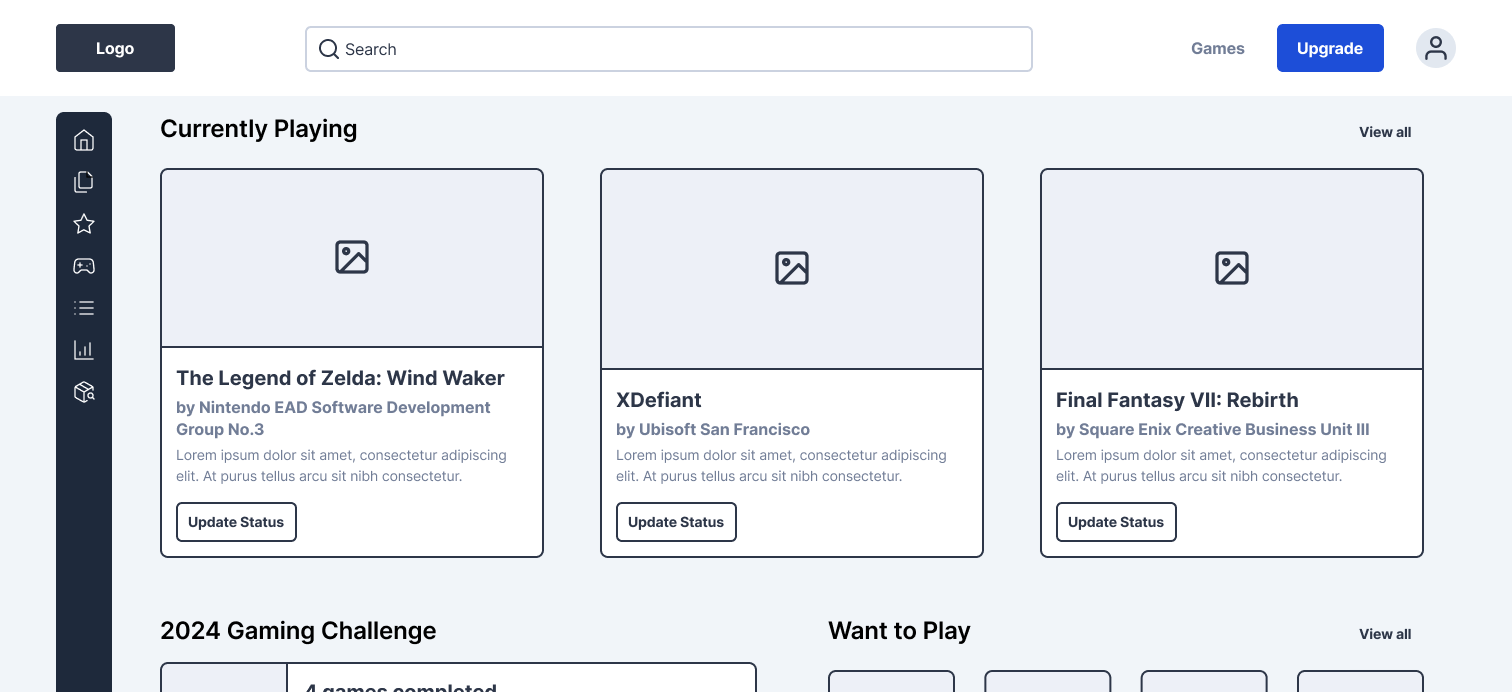 Logo
Search
Games
Upgrade
Currently Playing
View all
The Legend of Zelda: Wind Waker
by Nintendo EAD Software Development
Group No.3
Lorem ipsum dolor sit amet, consectetur adipiscing
elit. At purus tellus arcu sit nibh consectetur.
Update Status
XDefiant
by Ubisoft San Francisco
Lorem ipsum dolor sit amet, consectetur adipiscing
elit. At purus tellus arcu sit nibh consectetur.
Update Status
Final Fantasy VII: Rebirth
by Square Enix Creative Business Unit III
Lorem ipsum dolor sit amet, consectetur adipiscing
elit. At purus tellus arcu sit nibh consectetur.
Update Status
2024 Gaming Challenge
4 games completed
Want to Play
View all